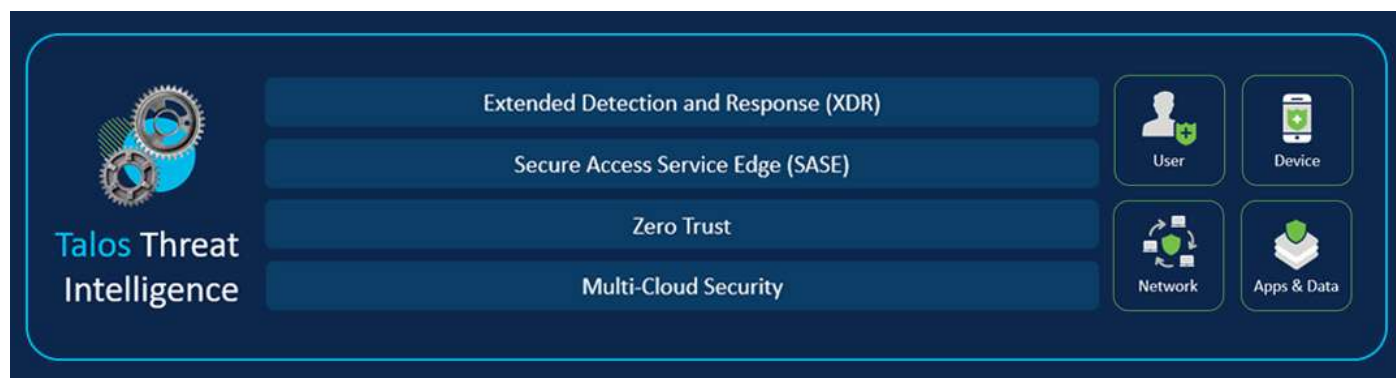 Talos Threat
Intelligence
Extended Detection and Response (XDR)
Secure Access Service Edge (SASE)
Zero Trust
Multi-Cloud Security
User
Device
Network
Apps & Data